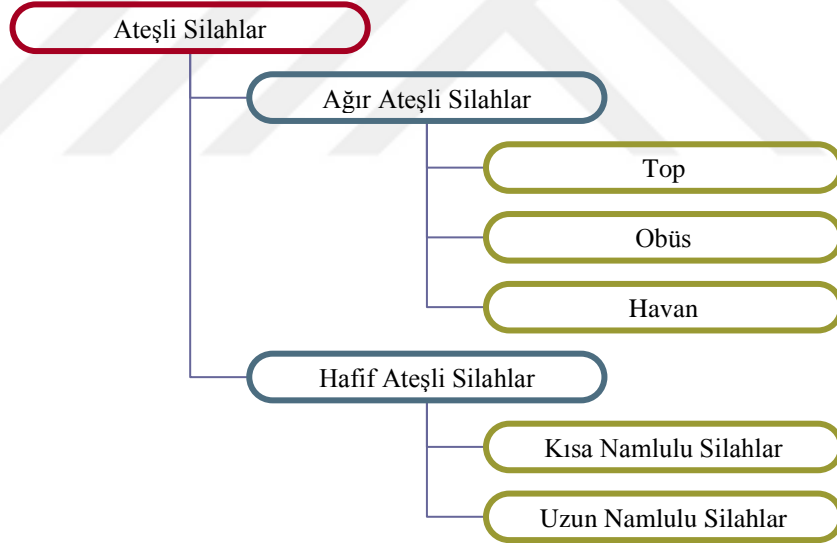 Ateşli Silahlar
Ağır Ateşli Silahlar
Top
Obüs
Havan
Hafif Ateşli Silahlar
Kısa Namlulu Silahlar
Uzun Namlulu Silahlar